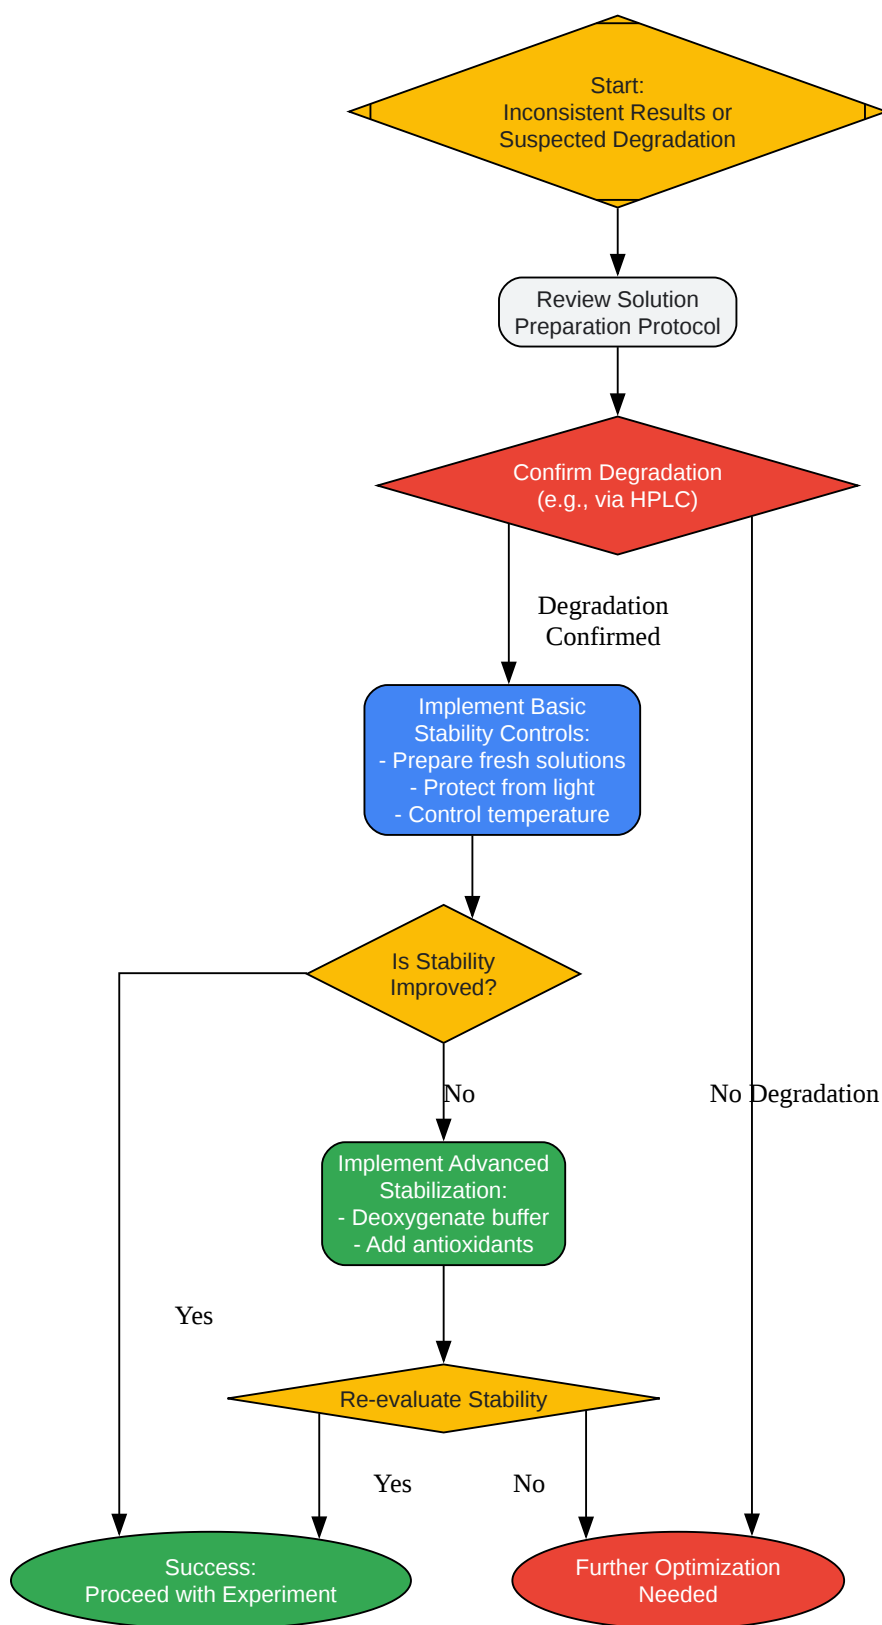 Start:
Inconsistent Results or
Suspected Degradation
Review Solution
Preparation Protocol
Confirm Degradation
(e.g., via HPLC)
Degradation
Confirmed
Implement Basic
Stability Controls:
- Prepare fresh solutions
- Protect from light
- Control temperature
Is Stability
Improved?
No
No Degradation
Implement Advanced
Stabilization:
- Deoxygenate buffer
- Add antioxidants
Yes
Re-evaluate Stability
Yes
No
Success:
Proceed with Experiment
Further Optimization
Needed